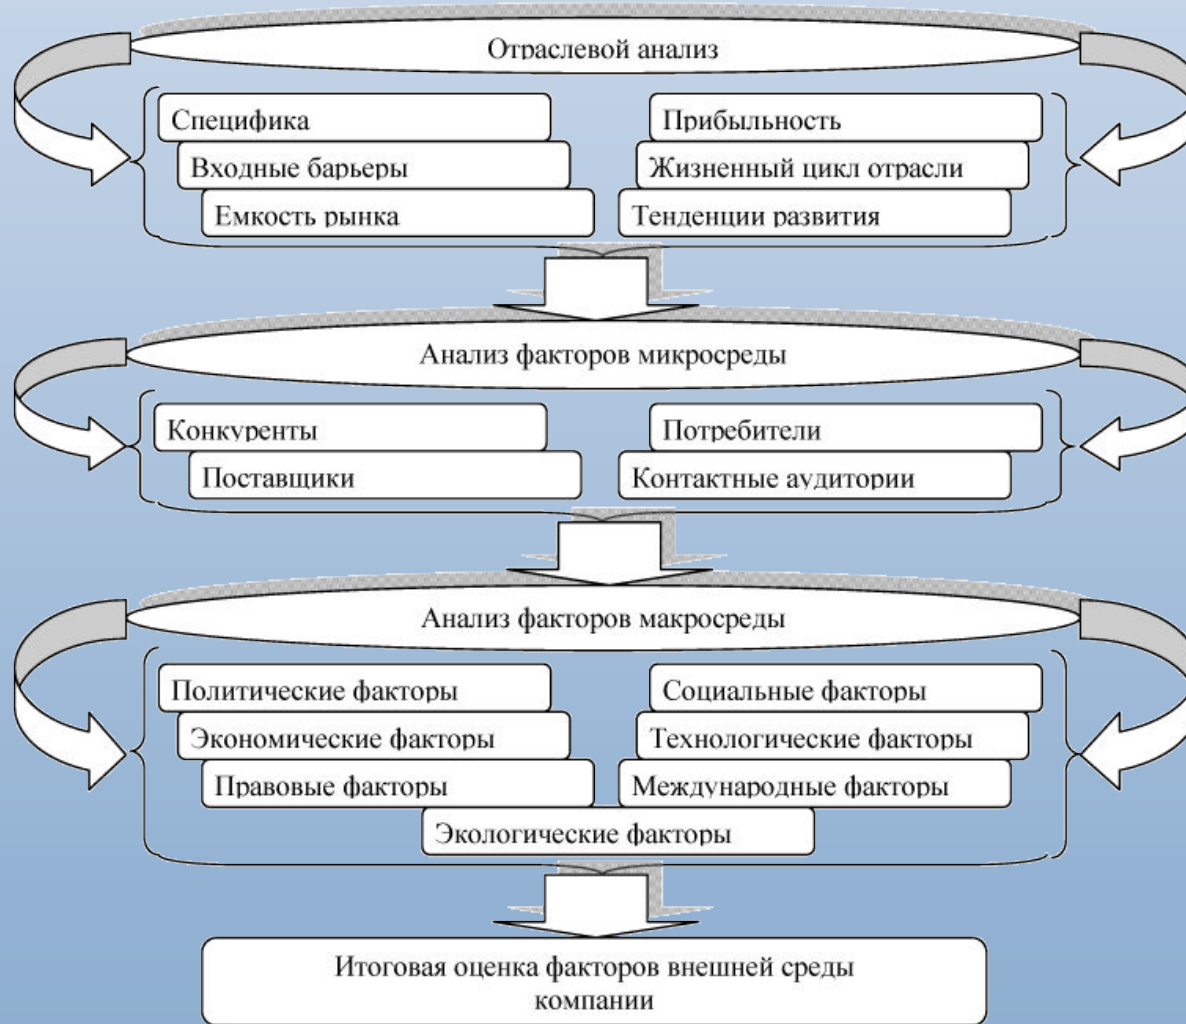 Отраслевой анализ
Специфика
Прибыльность
Входные барьеры
Жизненный цикл отрасли
Емкость рынка
Тенденции развития
Анализ факторов микросреды
Конкуренты
Потребители
Поставщики
Контактные аудитории
Анализ факторов макросреды
Политические факторы
Социальные факторы
Экономические факторы
Технологические факторы
Правовые факторы
Международные факторы
Экологические факторы
Итоговая оценка факторов внешней среды
компании